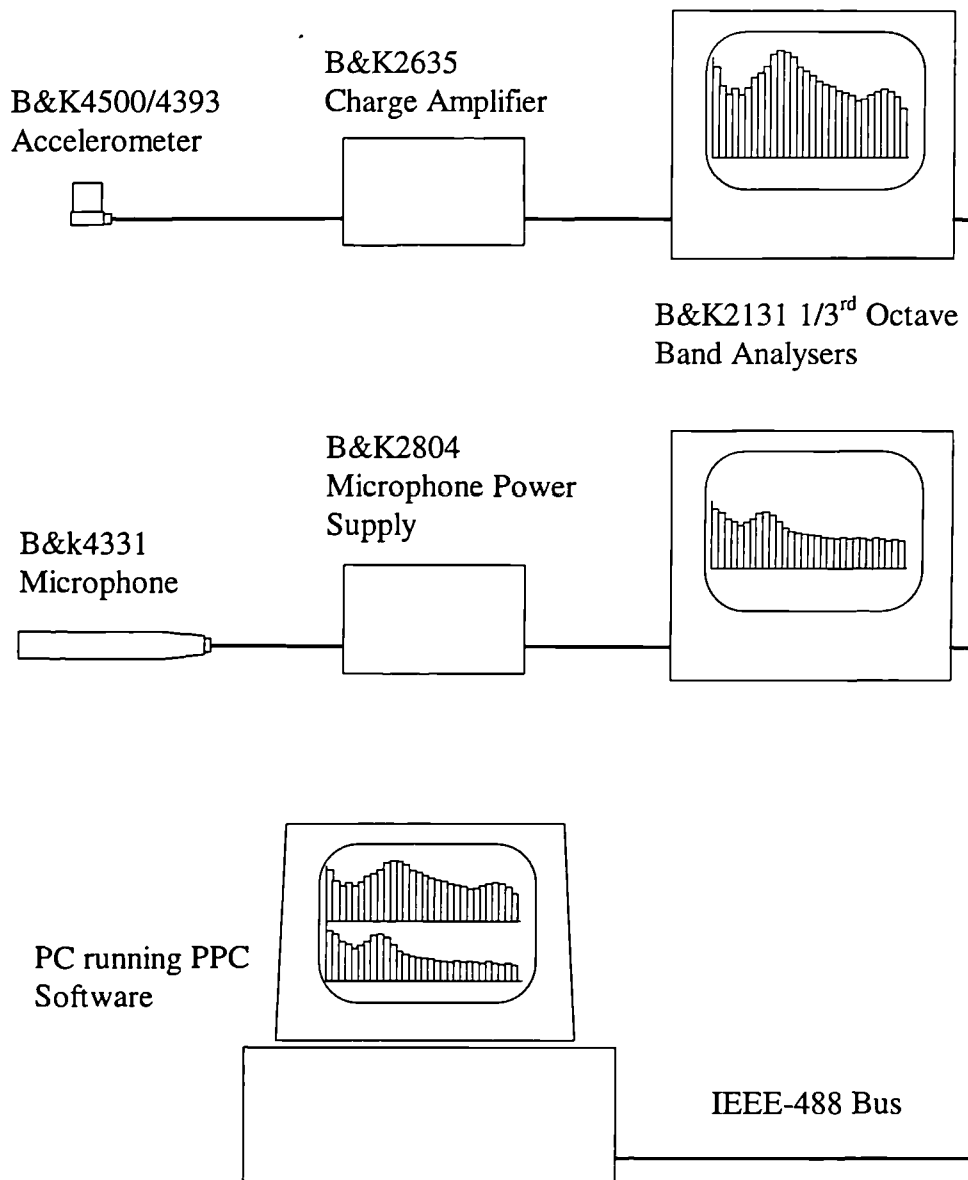 B&K2635
Charge Amplifier
B&K4500/4393
Accelerometer
B&K2131 1/3rd Octave
Band Analysers
B&K2804
Microphone Power
Supply
B&k4331
Microphone
PC running PPC
Software
IEEE-488 Bus